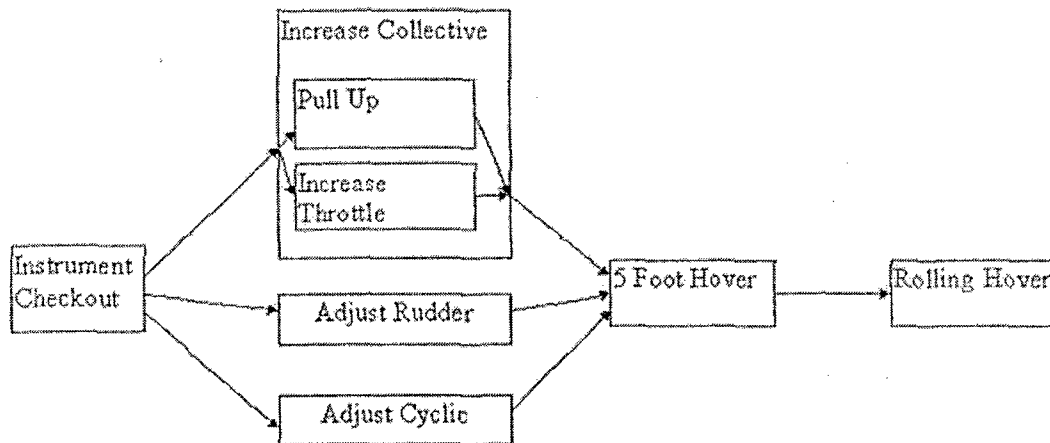 Increase Collective
Pull Up
Increase
Throttle
Instrument
Checkout
5 Foot Hover
Rolling Hover
Adjust Rudder
Adjust Cyclic